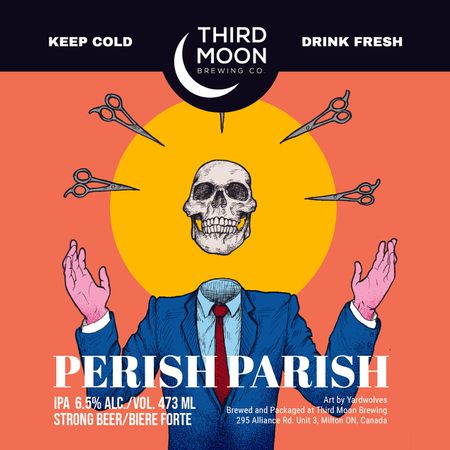 KEEP COLD
THIRD
MOON
BREWING CO.
DRINK FRESH
PERISH PARISH
IPA 6.5% ALC./VOL. 473 ML
STRONG BEER/BIERE FORTE
Art by Yardwolves
Brewed and Packaged at Third Moon Brewing
295 Alliance Rd. Unit 3, Milton ON, Canada